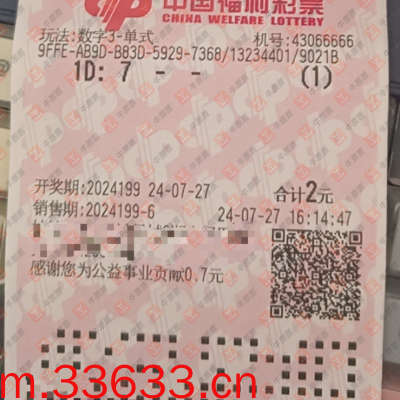 中国福利彩票
CHINA WELFARE LOTTERY
玩法:数字3-单式 机号:43066666
9FFE-AB9D-B83D-5929-7368/13234401/9021B
1D: 7 - - (1)
开奖期:2024199 24-07-27 合计2元
销售期:2024199-6 24-07-27 16:14:47
感谢您为公益事业贡献0.7元
m.33633.cn